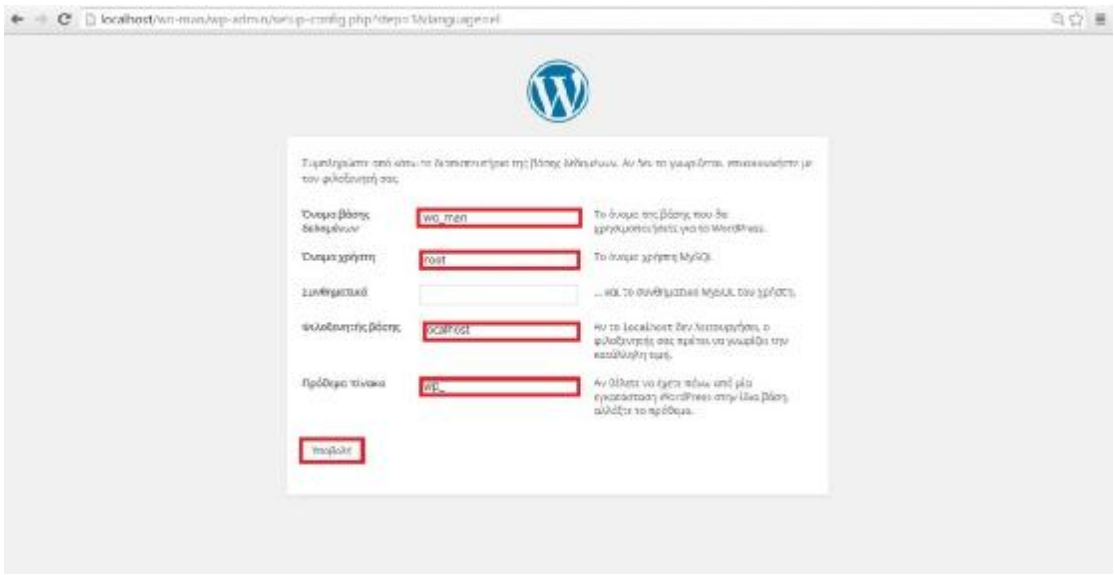 localhost/wp-man/wp-admin/setup-config.php?step=1&language=el
Συμπληρώστε από κάτω τα διαπιστευτήρια της βάσης δεδομένων. Αν δεν τα γνωρίζεται, επικοινωνήστε με
τον φιλοξενητή σας.
Όνομα βάσης
δεδομένων
wp_man
Το όνομα της βάσης που θα
χρησιμοποιήσετε για το WordPress.
Όνομα χρήστη
root
Το όνομα χρήστη MySQL
Συνθηματικό
... και το συνθηματικό MySQL του χρήστη.
Φιλοξενητής βάσης
localhost
Αν το localhost δεν λειτουργήσει, ο
φιλοξενητής σας πρέπει να γνωρίζει την
κατάλληλη τιμή.
Πρόθεμα πίνακα
wp_
Αν θέλετε να έχετε πάνω από μία
εγκατάσταση WordPress στην ίδια βάση,
αλλάξτε το πρόθεμα.
Υποβολή